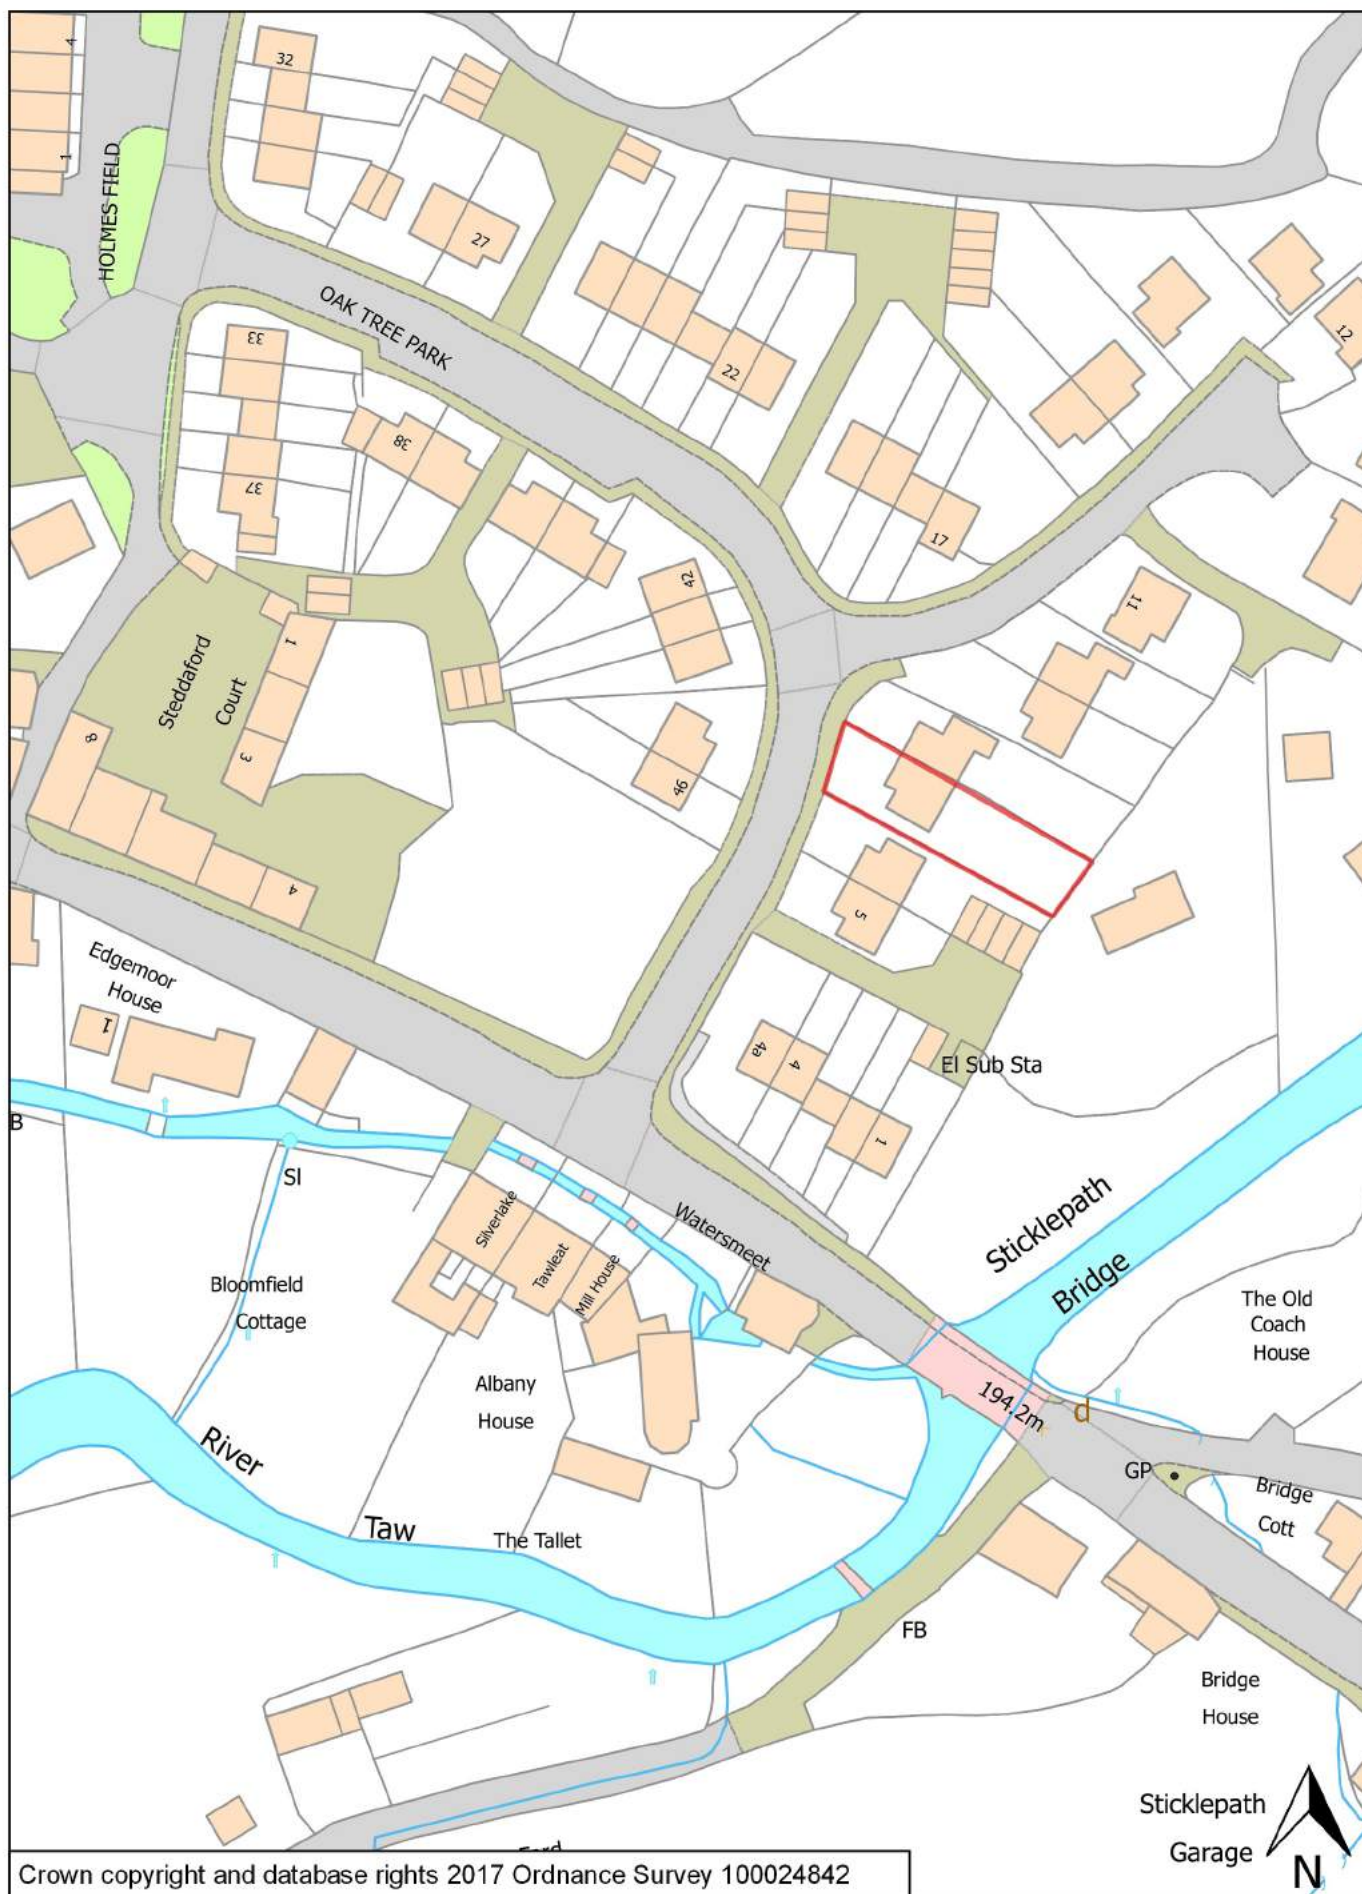 4
32
1
HOLMES FIELD
27
OAK TREE PARK
12
33
22
38
37
17
24
11
Steddaford
Court
1
3
8
46
5
4
Edgemoor
House
1
4a
4
El Sub Sta
1
B
SI
Silverlake
Tawleat
Mill House
Watersmeet
Sticklepath
Bridge
Bloomfield
Cottage
The Old
Coach
House
Albany
House
194.2m
d
River
GP
Bridge
Cott
Taw
The Tallet
FB
Bridge
House
Sticklepath
Garage
N
Crown copyright and database rights 2017 Ordnance Survey 100024842